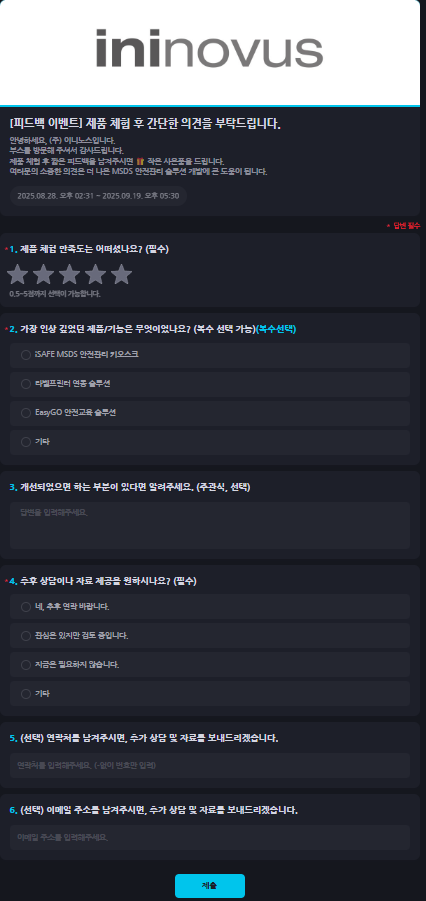 ininovus
[피드백 이벤트] 제품 체험 후 간단한 의견을 부탁드립니다.
안녕하세요, (주) 이니노스입니다.
부스를 방문해 주셔서 감사드립니다.
제품 체험 후 짧은 피드백을 남겨주시면 🎁 작은 사은품을 드립니다.
여러분의 소중한 의견은 더 나은 MSDS 안전관리 솔루션 개발에 큰 도움이 됩니다.
2025.08.28. 오후 02:31 ~ 2025.09.19. 오후 05:30
* 답변 필수
*1. 제품 체험 만족도는 어떠셨나요? (필수)
0.5~5점까지 선택이 가능합니다.
*2. 가장 인상 깊었던 제품/기능은 무엇이었나요? (복수 선택 가능)(복수선택)
iSAFE MSDS 안전관리 키오스크
라벨프린터 연동 솔루션
EasyGO 안전교육 솔루션
기타
3. 개선되었으면 하는 부분이 있다면 알려주세요. (주관식, 선택)
답변을 입력해주세요.
*4. 추후 상담이나 자료 제공을 원하시나요? (필수)
네, 추후 연락 바랍니다.
관심은 있지만 검토 중입니다.
지금은 필요하지 않습니다.
기타
5. (선택) 연락처를 남겨주시면, 추가 상담 및 자료를 보내드리겠습니다.
연락처를 입력해주세요. (-없이 번호만 입력)
6. (선택) 이메일 주소를 남겨주시면, 추가 상담 및 자료를 보내드리겠습니다.
이메일 주소를 입력해주세요.
제출